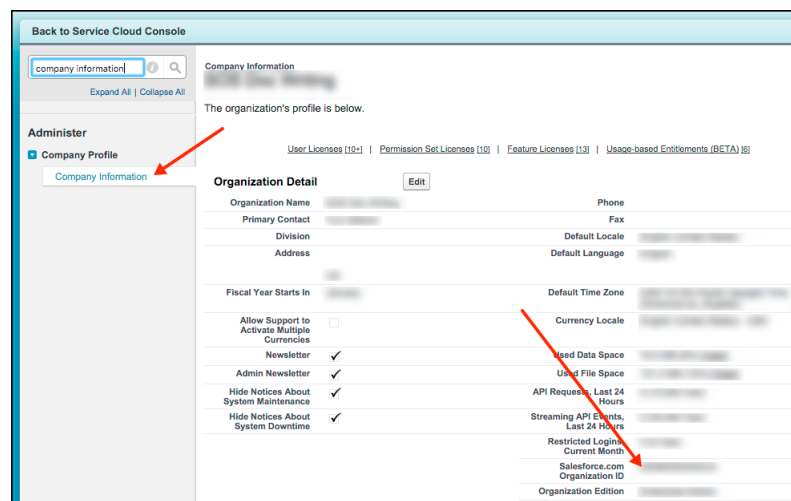 Back to Service Cloud Console
company information
Expand All | Collapse All
Administer
Company Profile
Company Information
Company Information
The organization's profile is below.
User Licenses [10+] | Permission Set Licenses [10] | Feature Licenses [13] | Usage-based Entitlements (BETA) [6]
Organization Detail
Edit
Organization Name
Phone
Primary Contact
Fax
Division
Default Locale
Address
Default Language
Fiscal Year Starts In
Default Time Zone
Allow Support to
Activate Multiple
Currencies
Currency Locale
Newsletter
Used Data Space
Admin Newsletter
Used File Space
Hide Notices About
System Maintenance
API Requests, Last 24
Hours
Hide Notices About
System Downtime
Streaming API Events,
Last 24 Hours
Restricted Logins,
Current Month
Salesforce.com
Organization ID
Organization Edition